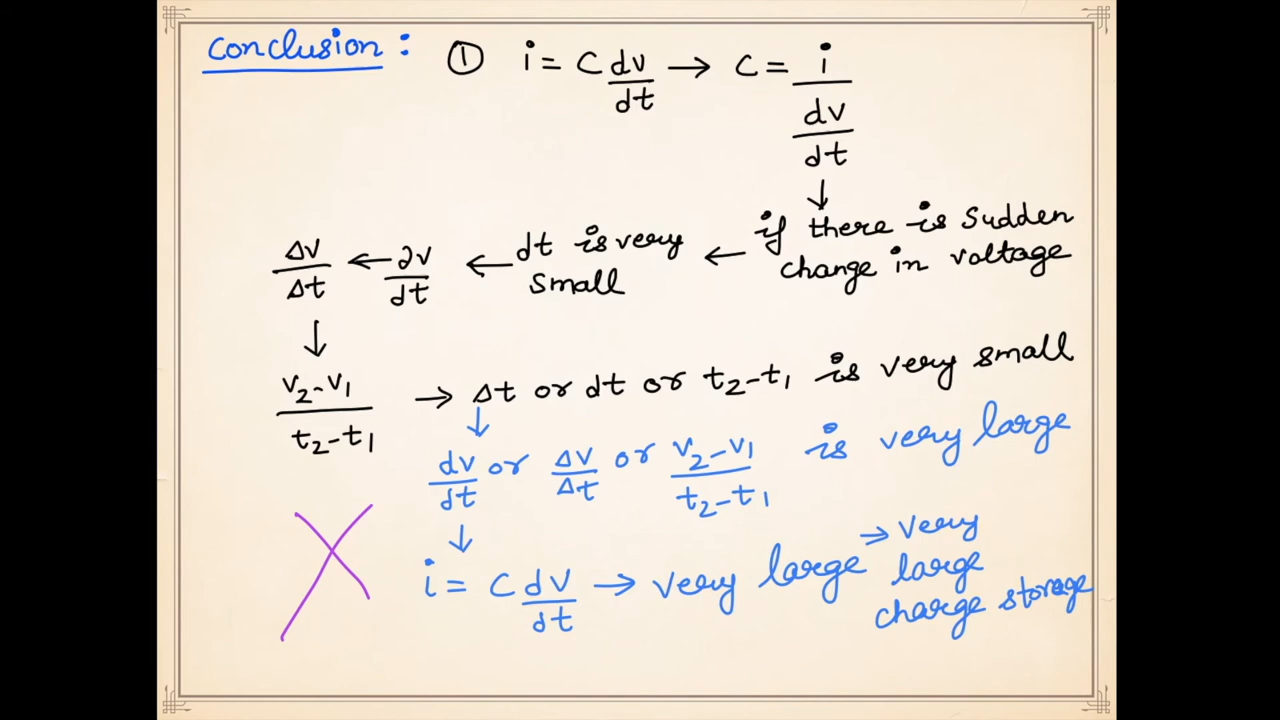 Conclusion : ① i = C dv/dt → C = i / dv/dt
↓
if there is Sudden change in voltage ← dt is very small ← ∂v/dt ← Δv/Δt
↓
v₂-v₁ / t₂-t₁ → Δt or dt or t₂-t₁ is very small
↓
dv/dt or Δv/Δt or v₂-v₁ / t₂-t₁ is very large
↓
i = C dv/dt → very large ⇒ very large charge storage